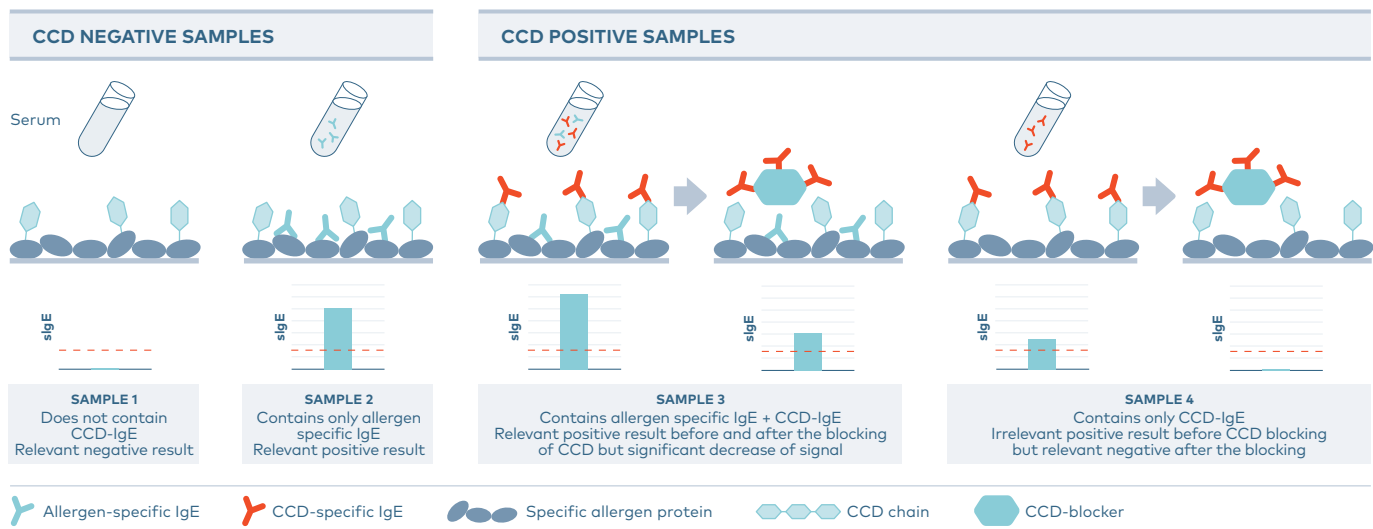 CCD NEGATIVE SAMPLES
CCD POSITIVE SAMPLES
Serum
sIgE
sIgE
sIgE
sIgE
sIgE
sIgE
SAMPLE 1
Does not contain
CCD-IgE
Relevant negative result
SAMPLE 2
Contains only allergen
specific IgE
Relevant positive result
SAMPLE 3
Contains allergen specific IgE + CCD-IgE
Relevant positive result before and after the blocking
of CCD but significant decrease of signal
SAMPLE 4
Contains only CCD-IgE
Irrelevant positive result before CCD blocking
but relevant negative after the blocking
Allergen-specific IgE
CCD-specific IgE
Specific allergen protein
CCD chain
CCD-blocker